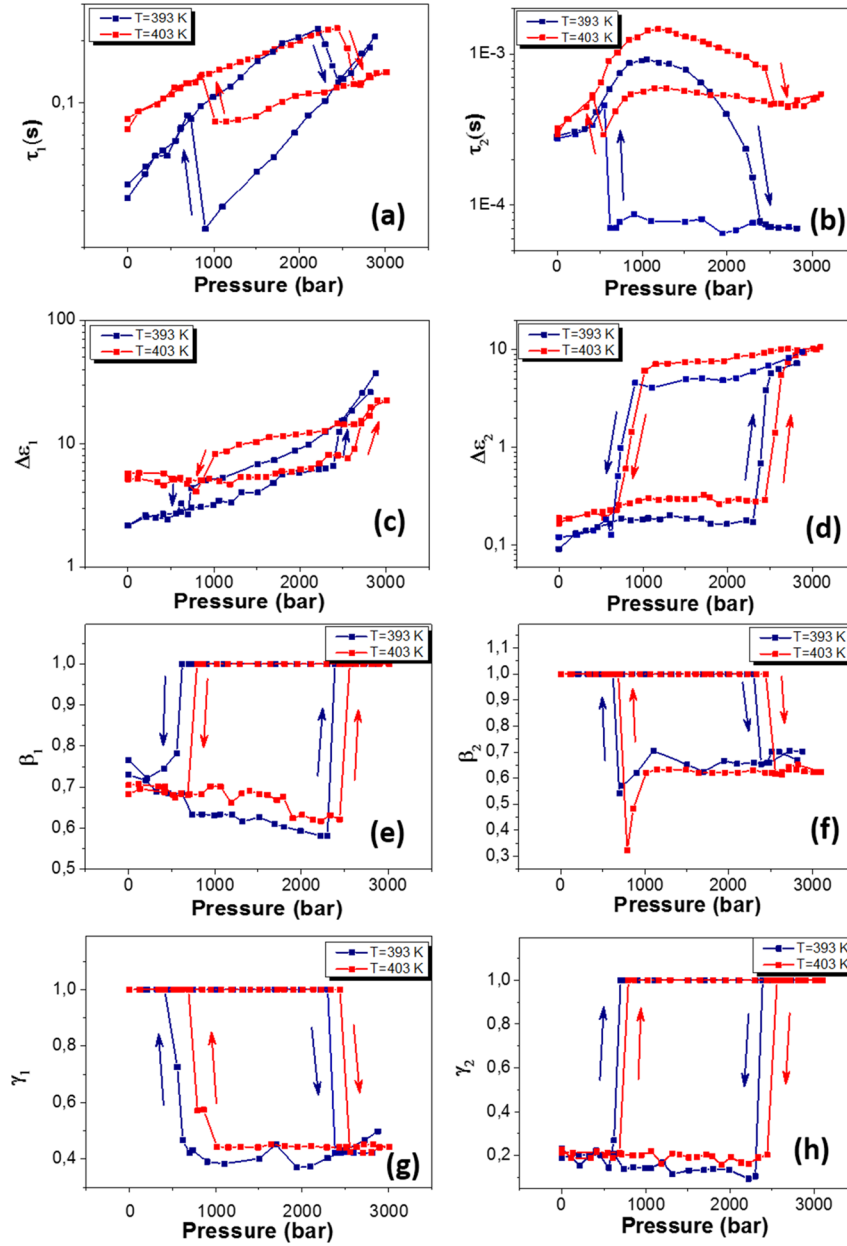 T=393 K
T=403 K
0,1
τ1(s)
(a)
0 1000 2000 3000
Pressure (bar)
T=393 K
T=403 K
1E-3
1E-4
τ2(s)
(b)
0 1000 2000 3000
Pressure (bar)
T=393 K
T=403 K
100
10
1
Δε1
(c)
0 1000 2000 3000
Pressure (bar)
T=393 K
T=403 K
10
1
0,1
Δε2
(d)
0 1000 2000 3000
Pressure (bar)
T=393 K
T=403 K
1,0
0,9
0,8
0,7
0,6
0,5
β1
(e)
0 1000 2000 3000
Pressure (bar)
T=393 K
T=403 K
1,0
0,9
0,8
0,7
0,6
0,5
0,4
0,3
β2
(f)
0 1000 2000 3000
Pressure (bar)
T=393 K
T=403 K
1,0
0,8
0,6
0,4
γ1
(g)
0 1000 2000 3000
Pressure (bar)
T=393 K
T=403 K
1,0
0,8
0,6
0,4
0,2
γ2
(h)
0 1000 2000 3000
Pressure (bar)